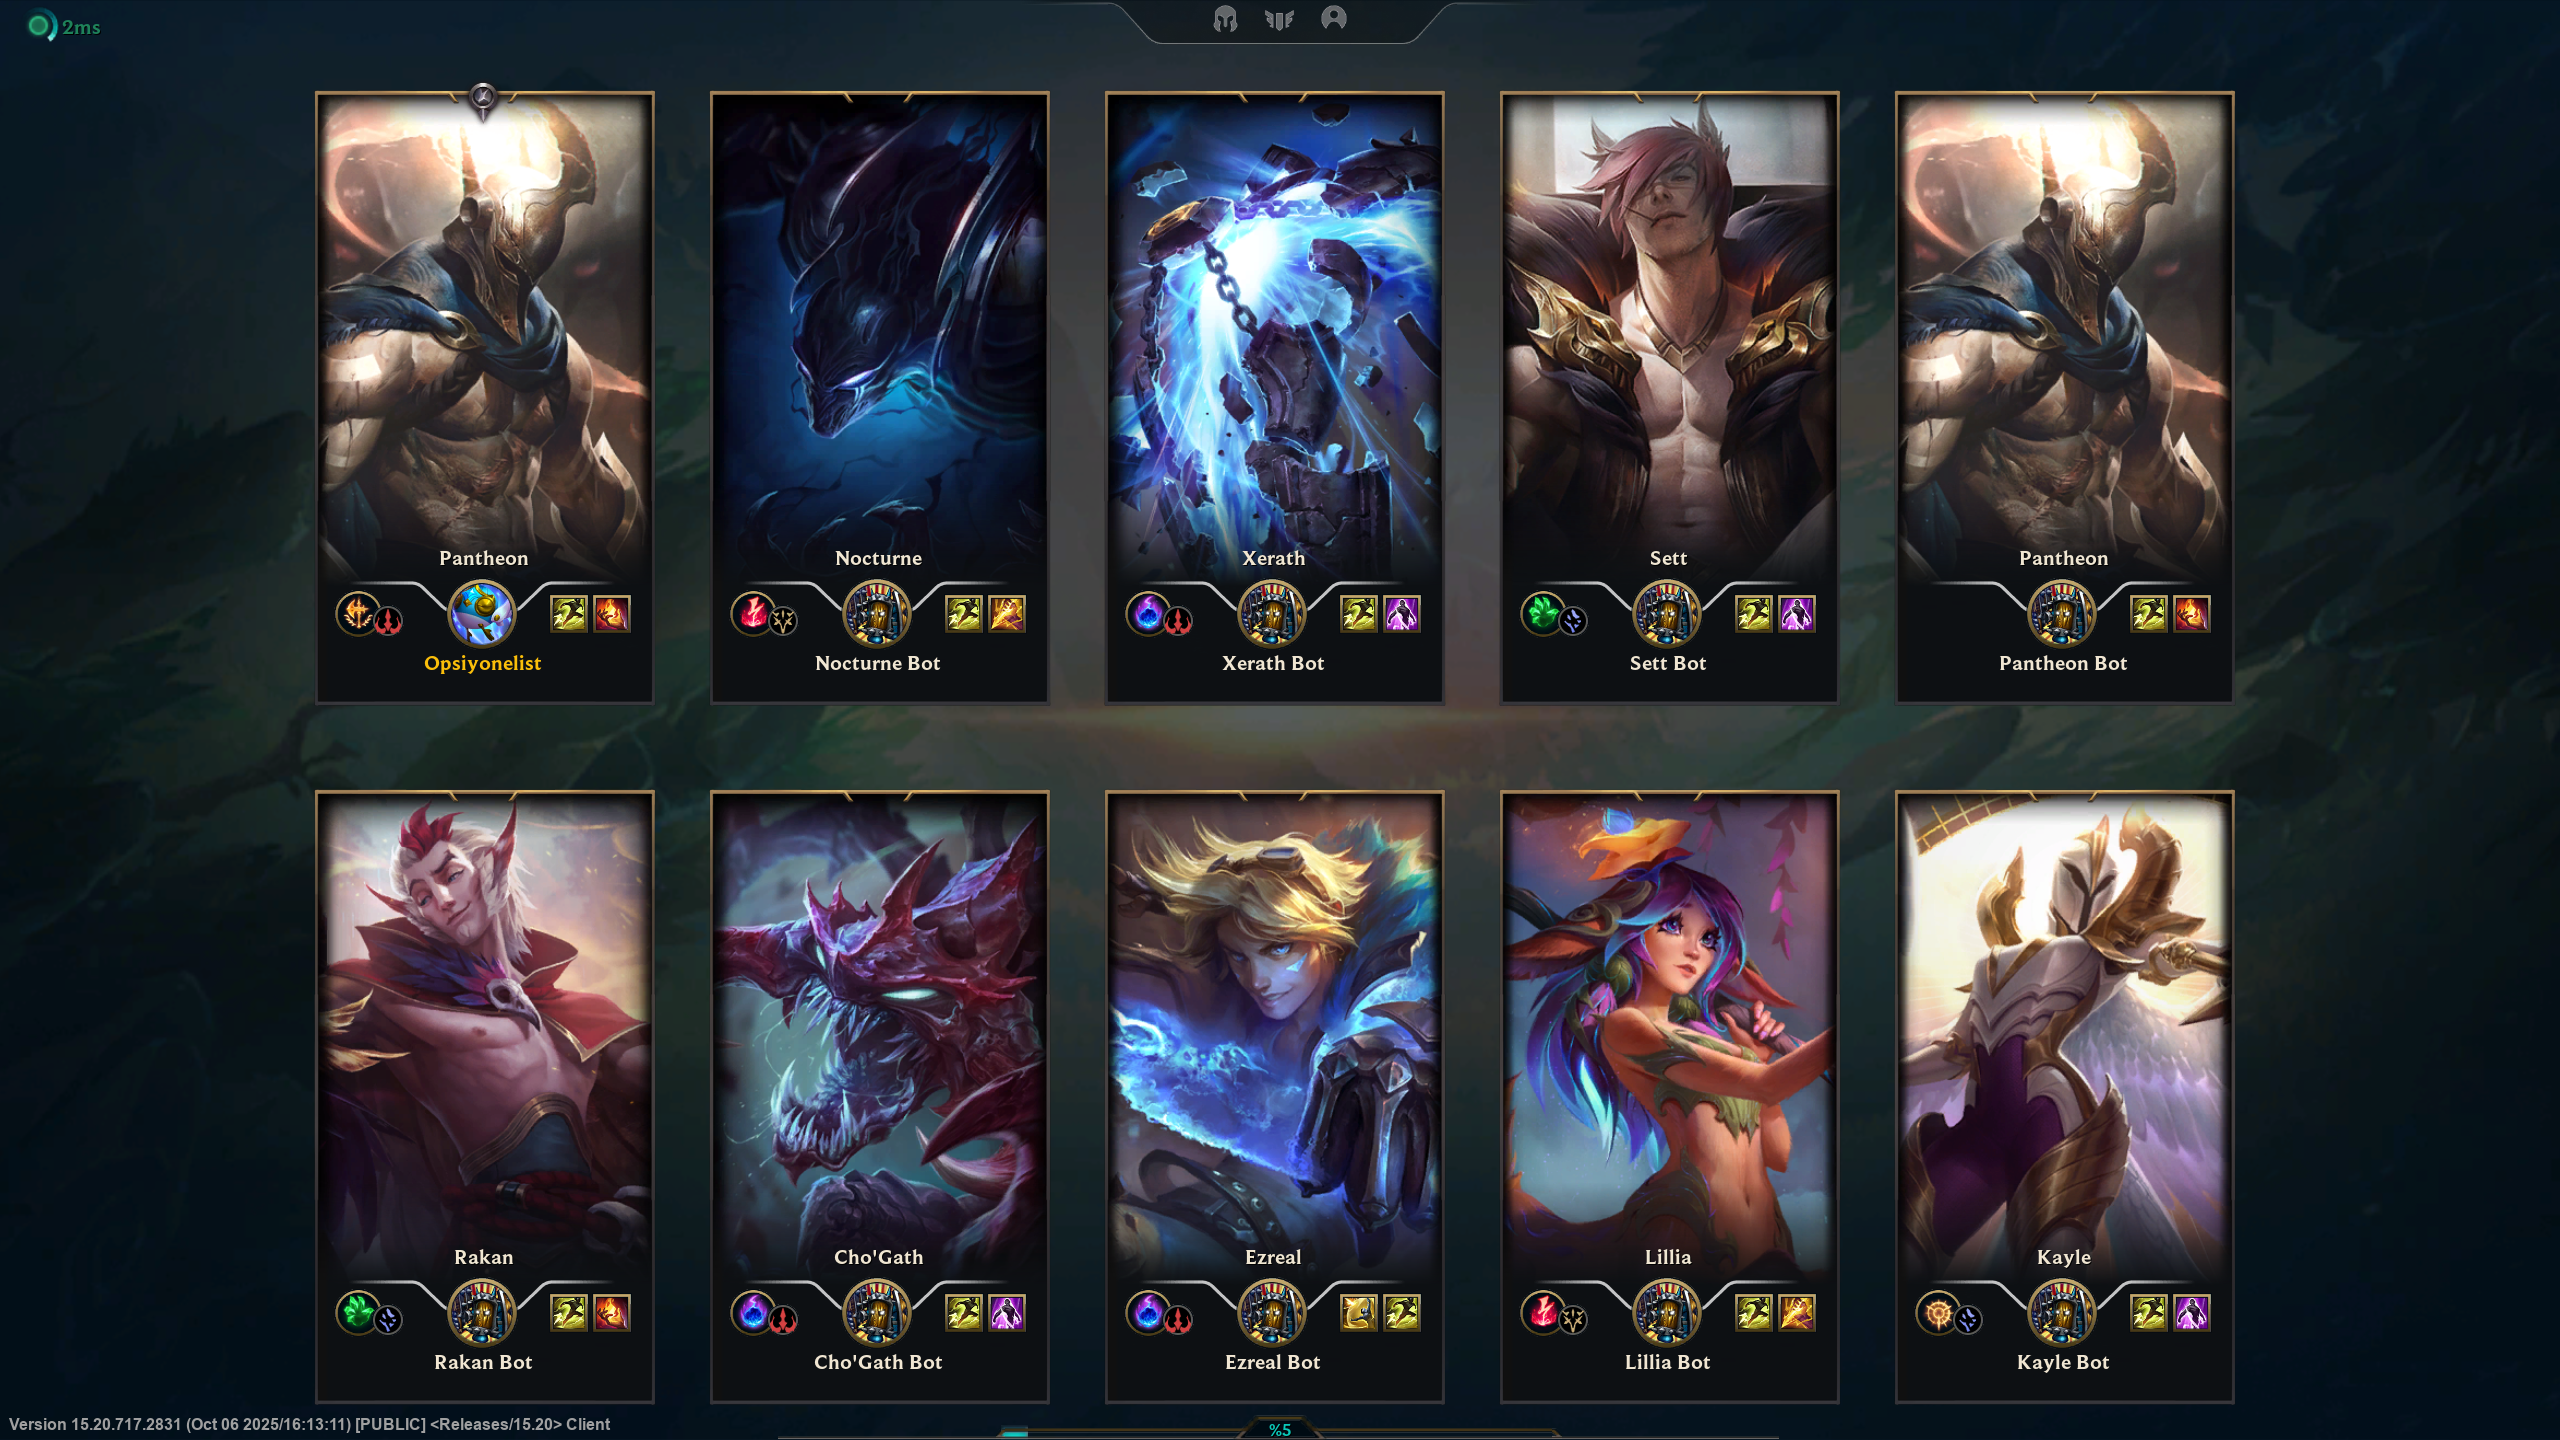 2ms
Pantheon
Opsiyonelist
Nocturne
Nocturne Bot
Xerath
Xerath Bot
Sett
Sett Bot
Pantheon
Pantheon Bot
Rakan
Rakan Bot
Cho'Gath
Cho'Gath Bot
Ezreal
Ezreal Bot
Lillia
Lillia Bot
Kayle
Kayle Bot
Version 15.20.717.2831 (Oct 06 2025/16:13:11) [PUBLIC] <Releases/15.20> Client
%5